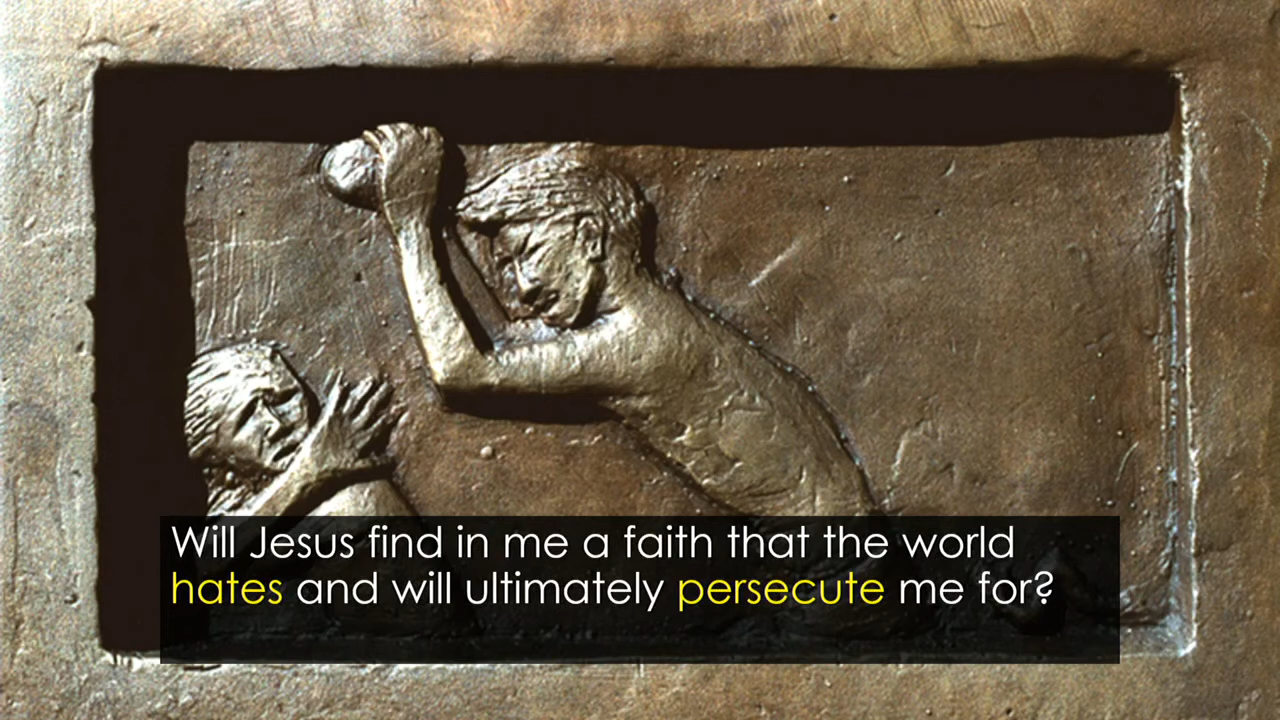 Will Jesus find in me a faith that the world
hates and will ultimately persecute me for?